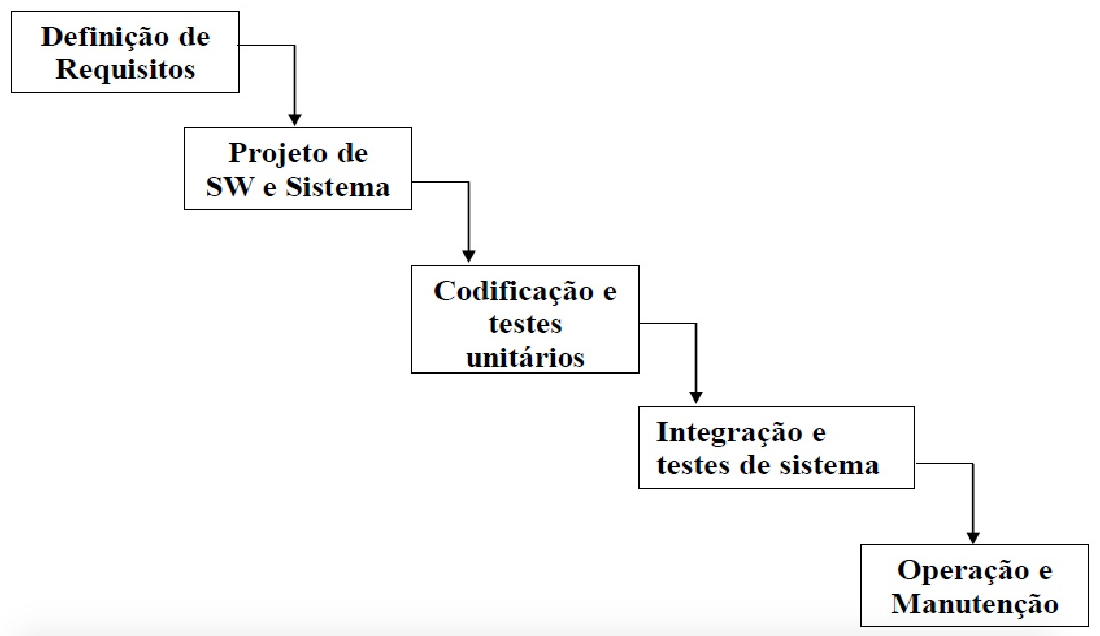 Definição de
Requisitos
Projeto de
SW e Sistema
Codificação e
testes
unitários
Integração e
testes de sistema
Operação e
Manutenção